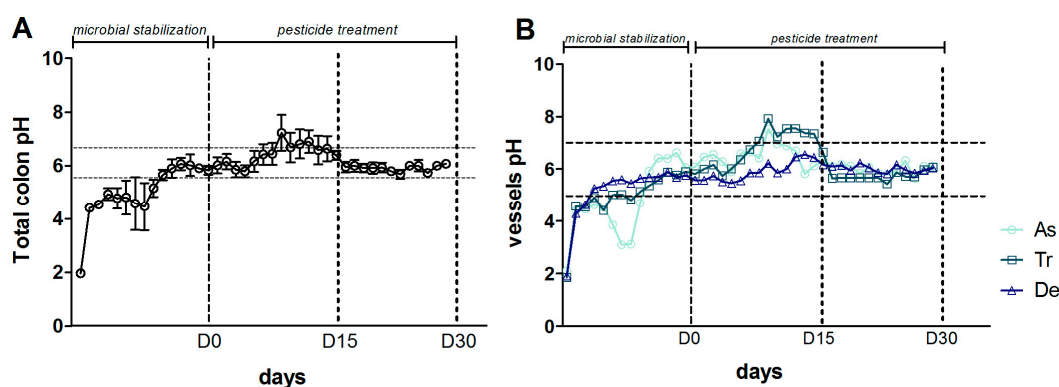 A
microbial stabilization
pesticide treatment
10
8
6
4
2
0
Total colon pH
D0
D15
D30
days
B
microbial stabilization
pesticide treatment
10
8
6
4
2
0
vessels pH
D0
D15
D30
days
As
Tr
De